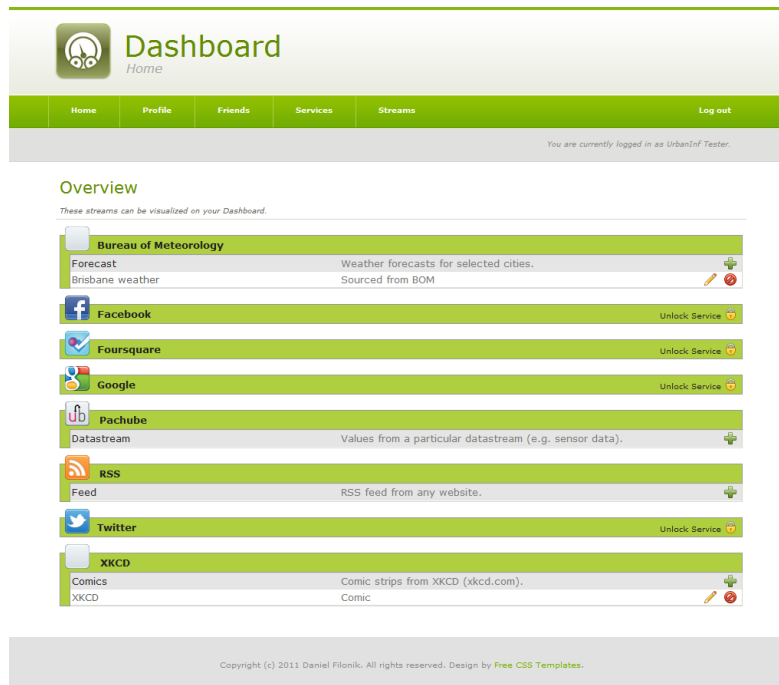 Dashboard
Home
Home Profile Friends Services Streams Log out
You are currently logged in as UrbanInf Tester.
Overview
These streams can be visualized on your Dashboard.
Bureau of Meteorology
Forecast Weather forecasts for selected cities.
Brisbane weather Sourced from BOM
Facebook Unlock Service
Foursquare Unlock Service
Google Unlock Service
ub Pachube
Datastream Values from a particular datastream (e.g. sensor data).
RSS
Feed RSS feed from any website.
Twitter Unlock Service
XKCD
Comics Comic strips from XKCD (xkcd.com).
XKCD Comic
Copyright (c) 2011 Daniel Filonik. All rights reserved. Design by Free CSS Templates.